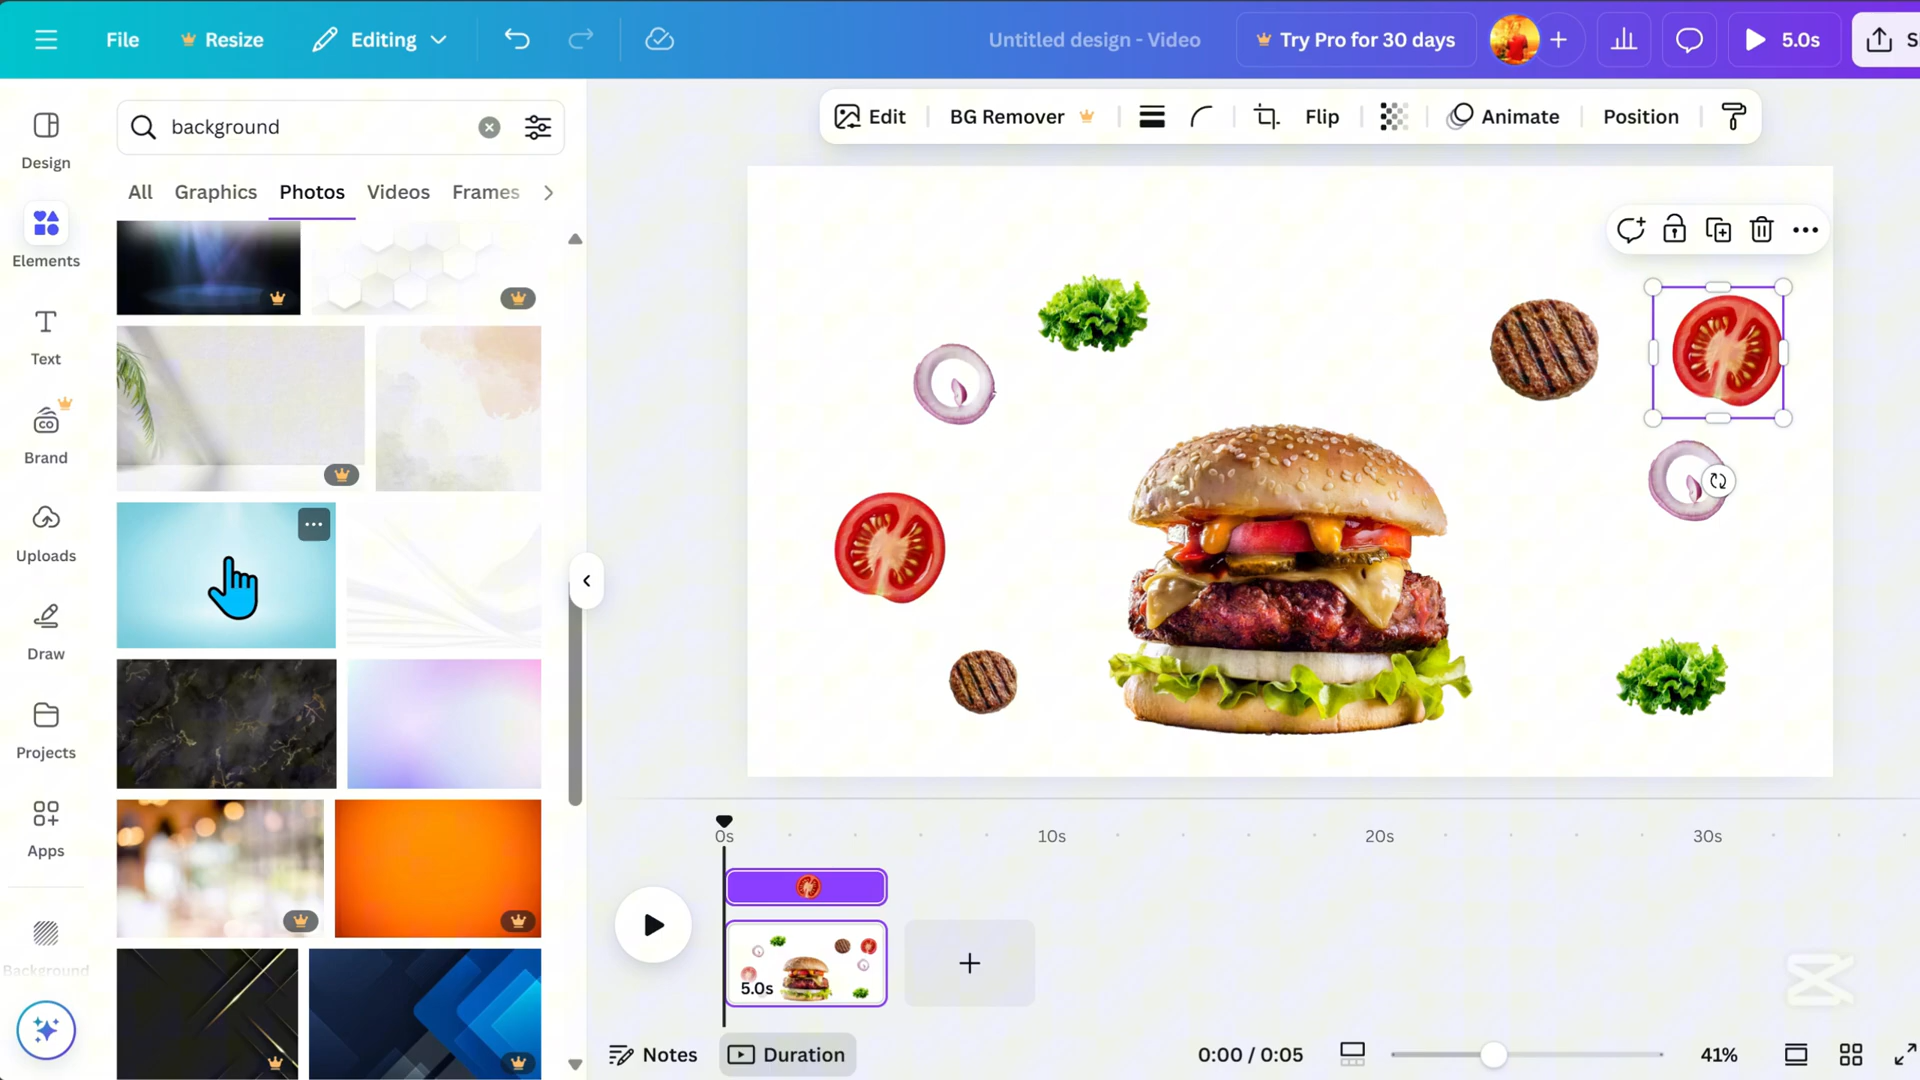 File
Resize
Editing
Untitled design - Video
Try Pro for 30 days
5.0s
S
Design
Elements
Text
Brand
Uploads
Draw
Projects
Apps
Background
CO
background
All Graphics Photos Videos Frames
Edit BG Remover Flip Animate Position
0s 10s 20s 30s
5.0s
Notes Duration 0:00 / 0:05 41%